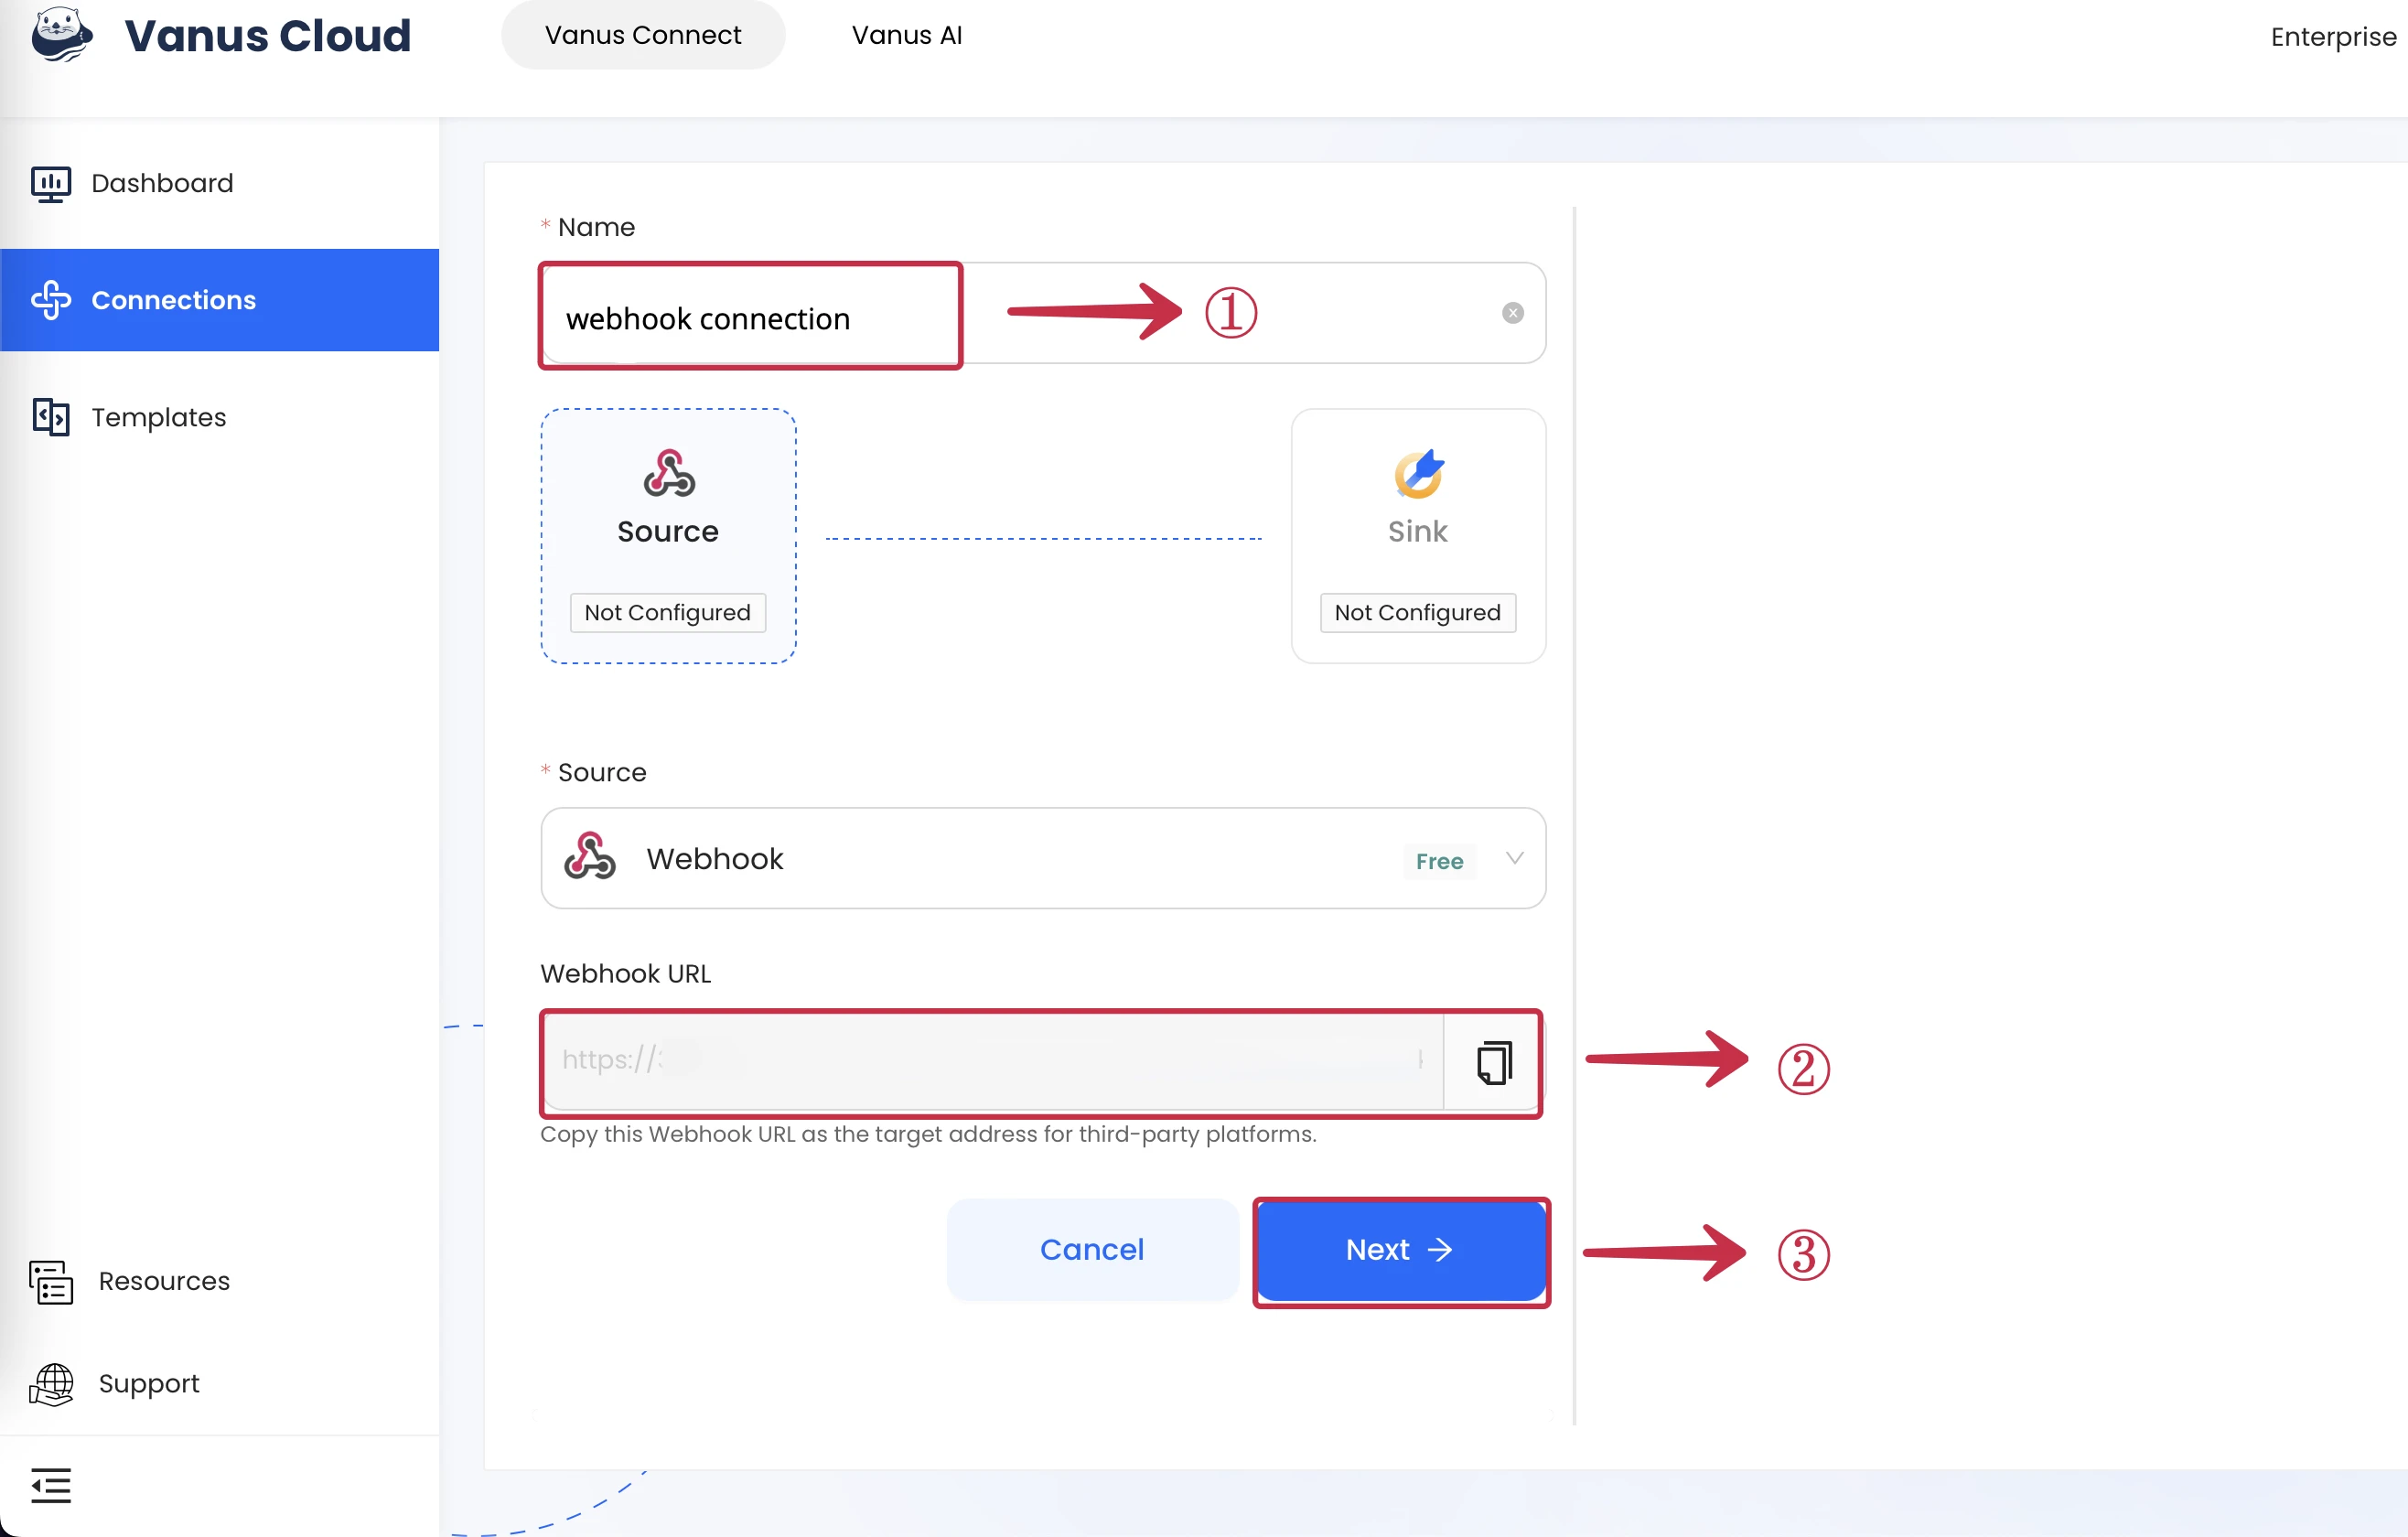 Vanus Cloud
Vanus Connect
Vanus AI
Enterprise
Dashboard
Connections
Templates
Resources
Support
* Name
webhook connection
①
Source
Not Configured
Sink
Not Configured
* Source
Webhook
Free
Webhook URL
https://
②
Copy this Webhook URL as the target address for third-party platforms.
Cancel
Next →
③